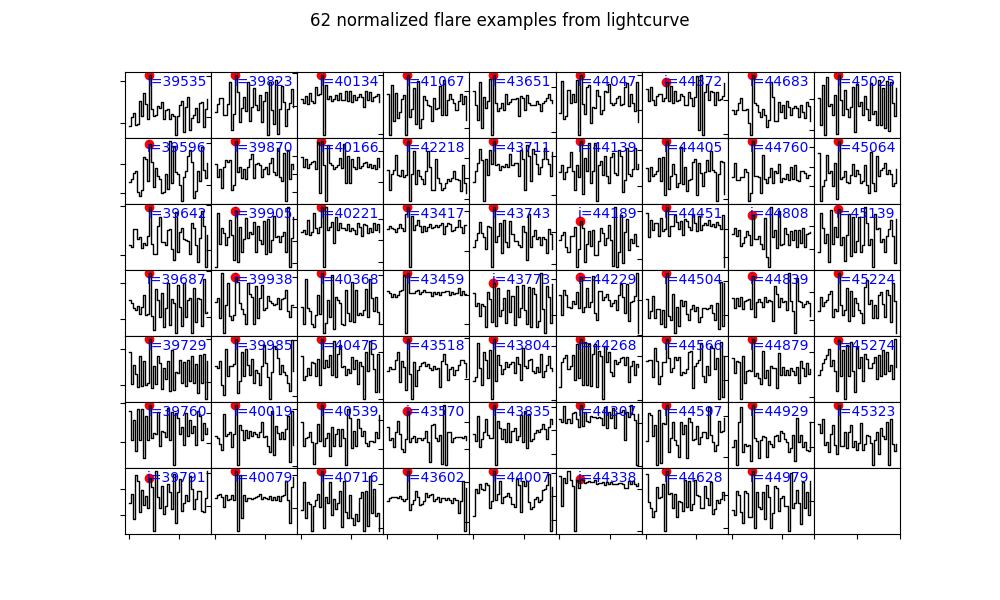 62 normalized flare examples from lightcurve
i=39535 i=39823 i=40134 i=41067 i=43651 i=44047 i=44372 i=44683 i=45025
i=39596 i=39870 i=40166 i=42218 i=43711 i=44139 i=44405 i=44760 i=45064
i=39642 i=39905 i=40221 i=43417 i=43743 i=44189 i=44451 i=44808 i=45139
i=39687 i=39938 i=40368 i=43459 i=43773 i=44229 i=44504 i=44839 i=45224
i=39729 i=39985 i=40475 i=43518 i=43804 i=44268 i=44566 i=44879 i=45274
i=39760 i=40019 i=40539 i=43570 i=43835 i=44307 i=44597 i=44929 i=45323
i=39791 i=40079 i=40716 i=43602 i=44007 i=44338 i=44628 i=44979